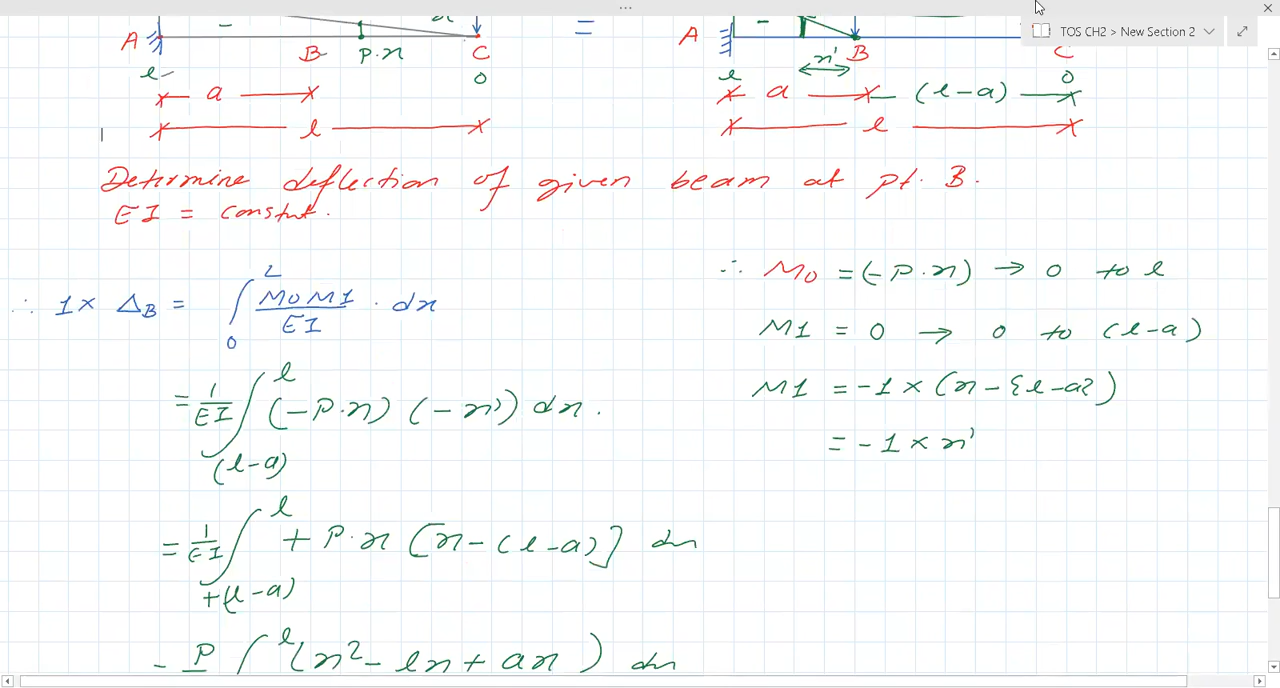 TOS CH2 > New Section 2
A B P.x C = A x' B
l 0 l 0
a a (l-a)
l l
Determine deflection of given beam at pt. B.
EI = constnt.
∴ 1× Δ_B = ∫_0^L M0 M1 / EI · dx
= 1/EI ∫_(l-a)^l (-P.x) (-x') dx.
= 1/EI ∫_+(l-a)^l + P.x [x-(l-a)] dx
P ∫^l (x²-lx+ax) dx
∴ M0 = (-P.x) → 0 to l
M1 = 0 → 0 to (l-a)
M1 = -1 × (x-{l-a})
= -1 × x'